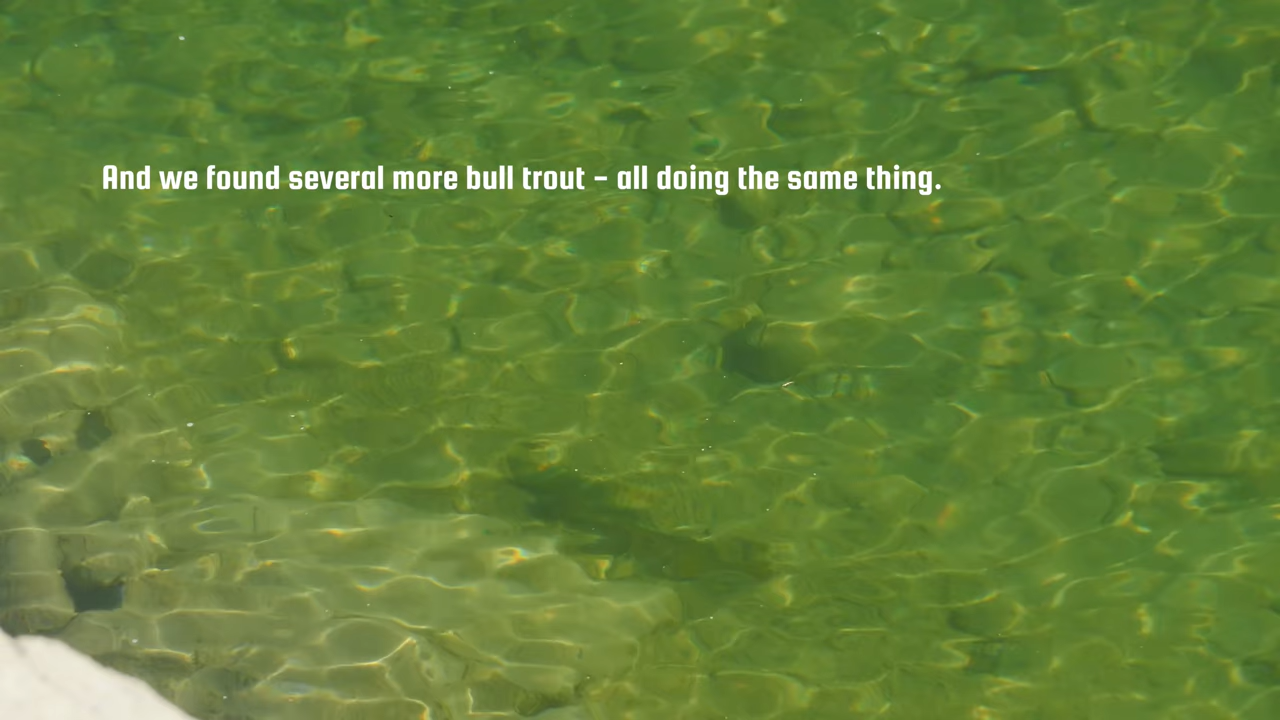 And we found several more bull trout – all doing the same thing.